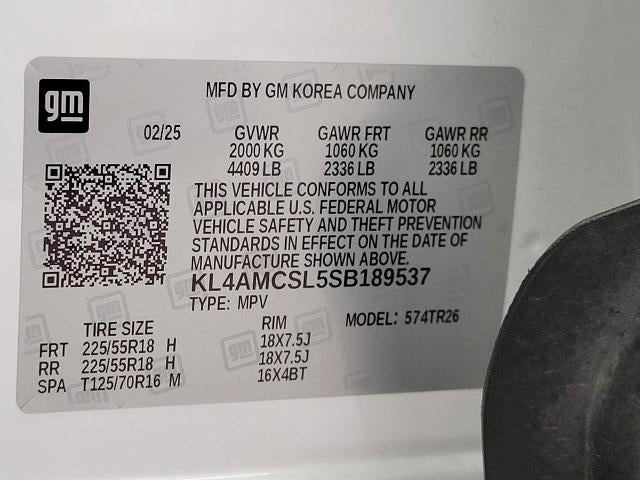 gm
MFD BY GM KOREA COMPANY
02/25 GVWR GAWR FRT GAWR RR
2000 KG 1060 KG 1060 KG
4409 LB 2336 LB 2336 LB
THIS VEHICLE CONFORMS TO ALL
APPLICABLE U.S. FEDERAL MOTOR
VEHICLE SAFETY AND THEFT PREVENTION
STANDARDS IN EFFECT ON THE DATE OF
MANUFACTURE SHOWN ABOVE.
KL4AMCSL5SB189537
TYPE: MPV
MODEL: 574TR26
TIRE SIZE RIM
FRT 225/55R18 H 18X7.5J
RR 225/55R18 H 18X7.5J
SPA T125/70R16 M 16X4BT